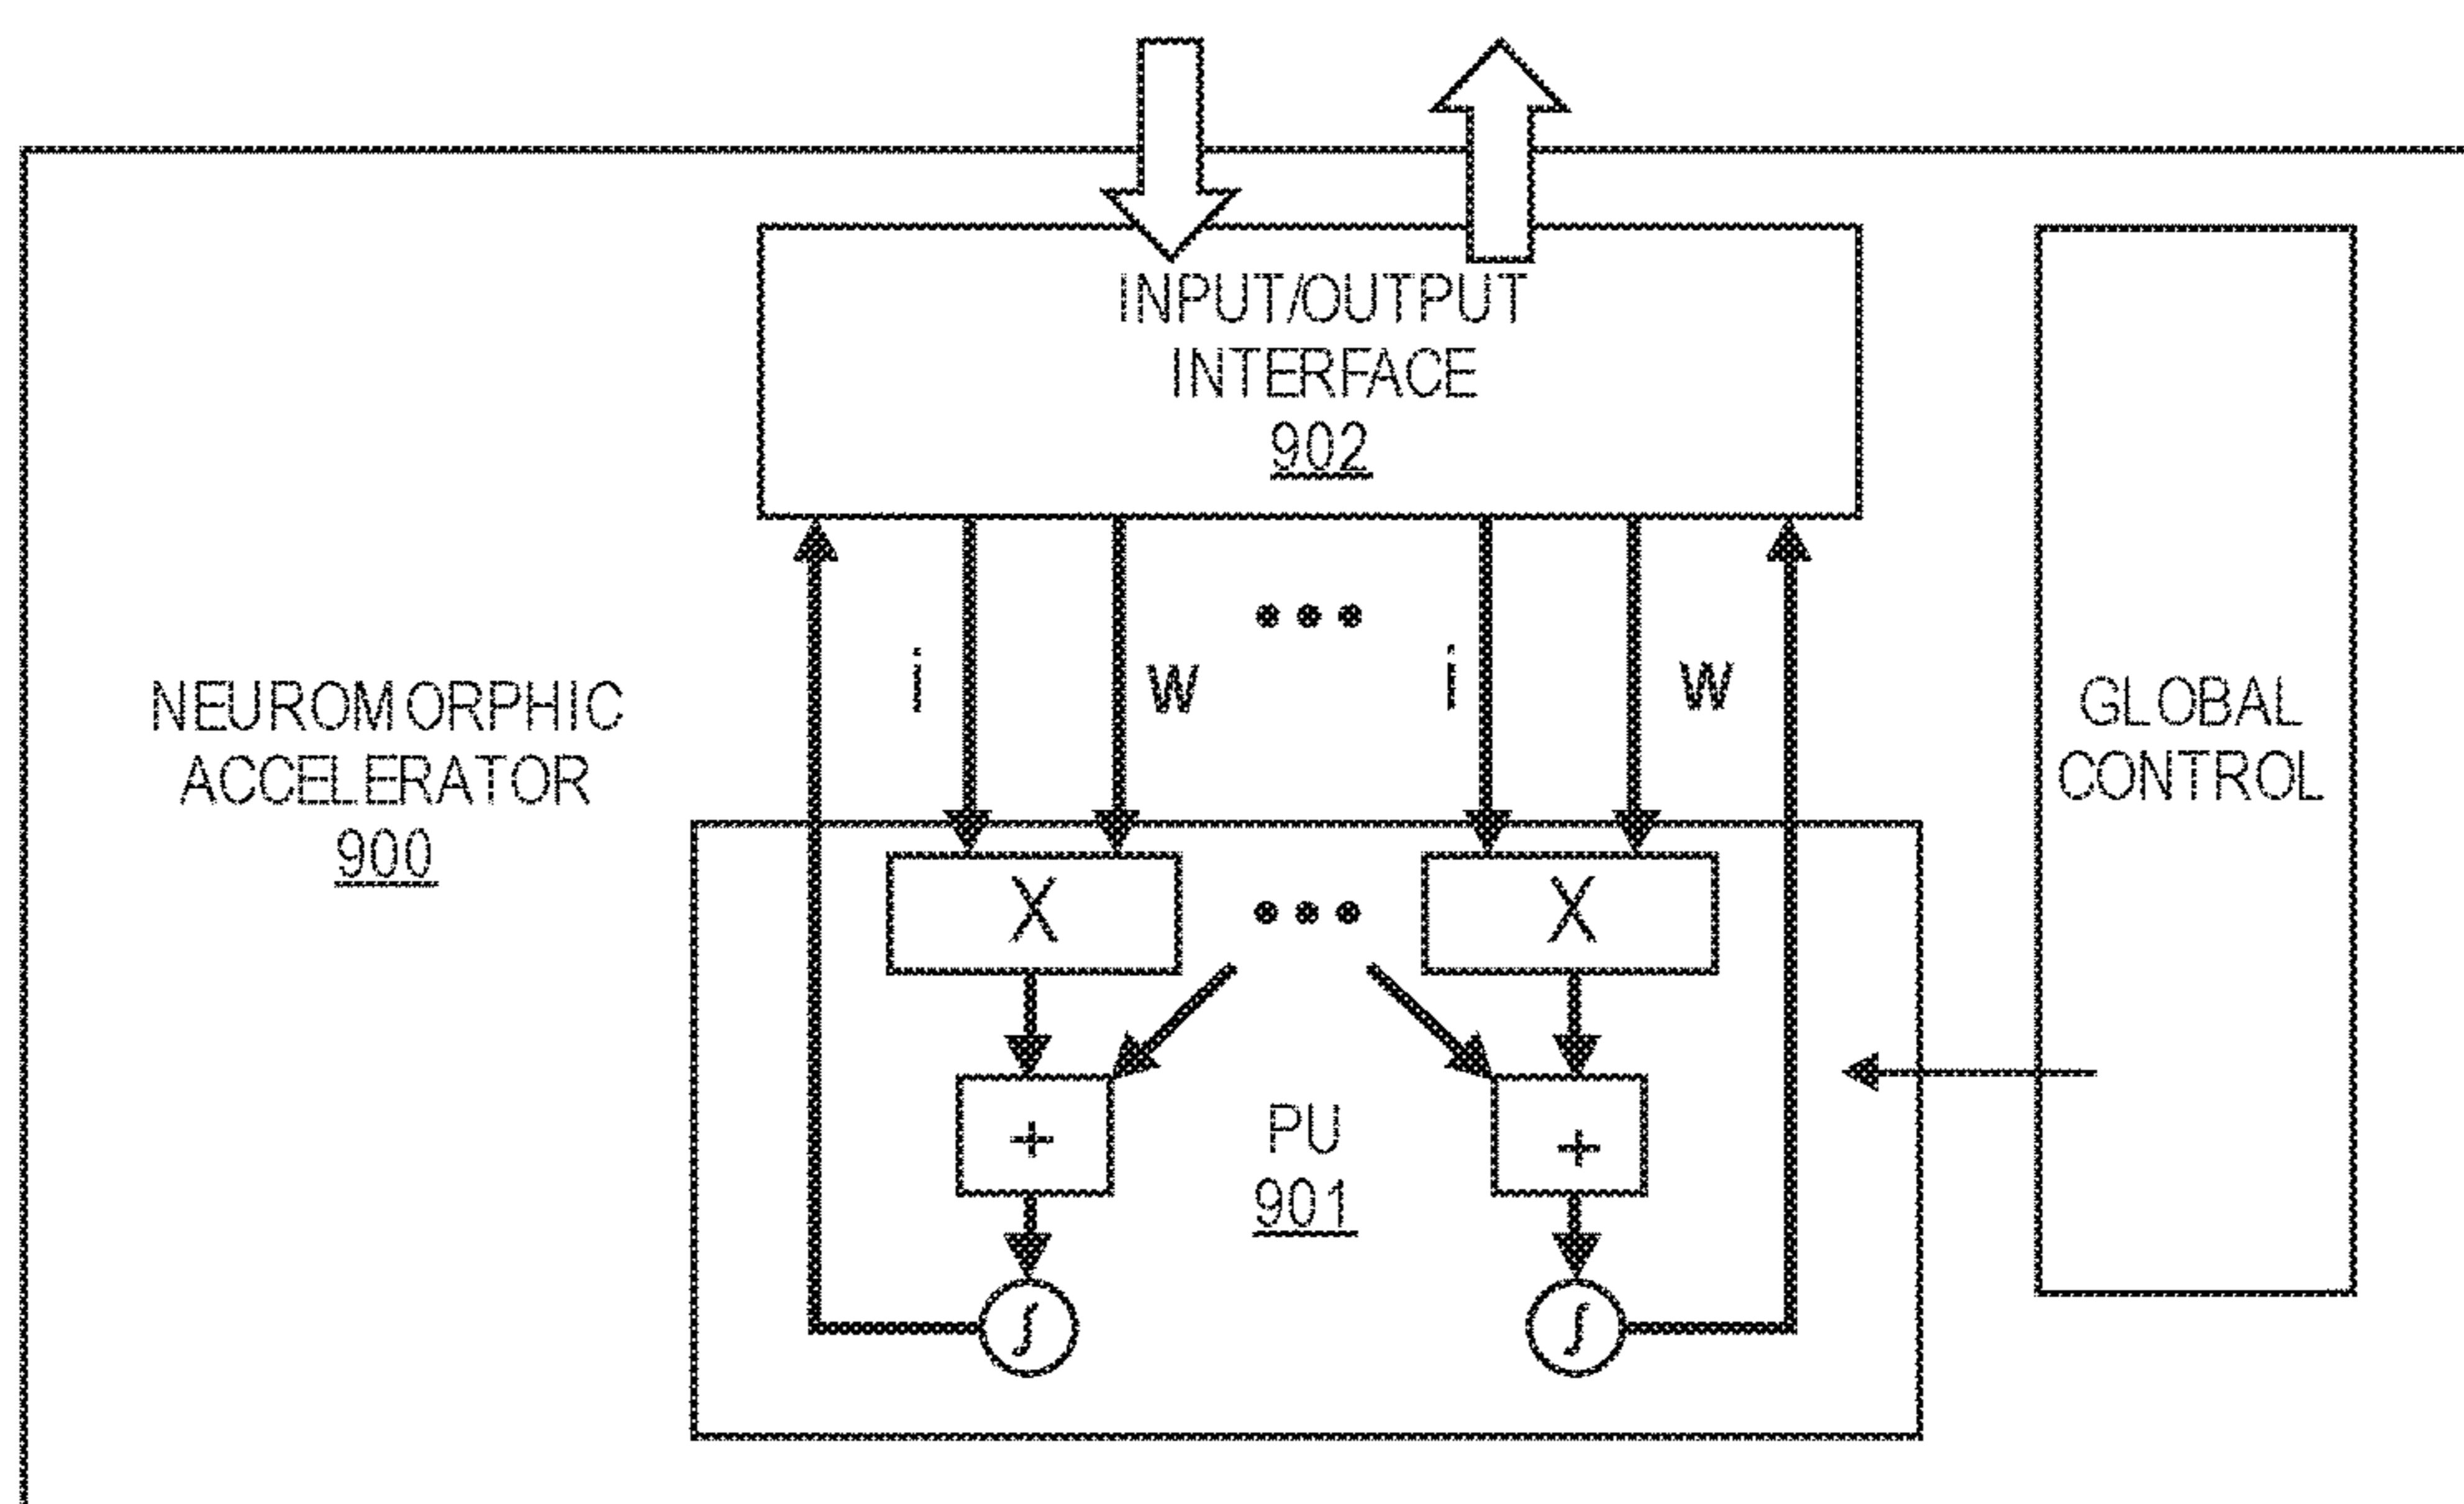 INPUT/OUTPUT
INTERFACE
902
i
w
i
w
NEUROMORPHIC
ACCELERATOR
900
GLOBAL
CONTROL
X
X
+
+
PU
901
∫
∫